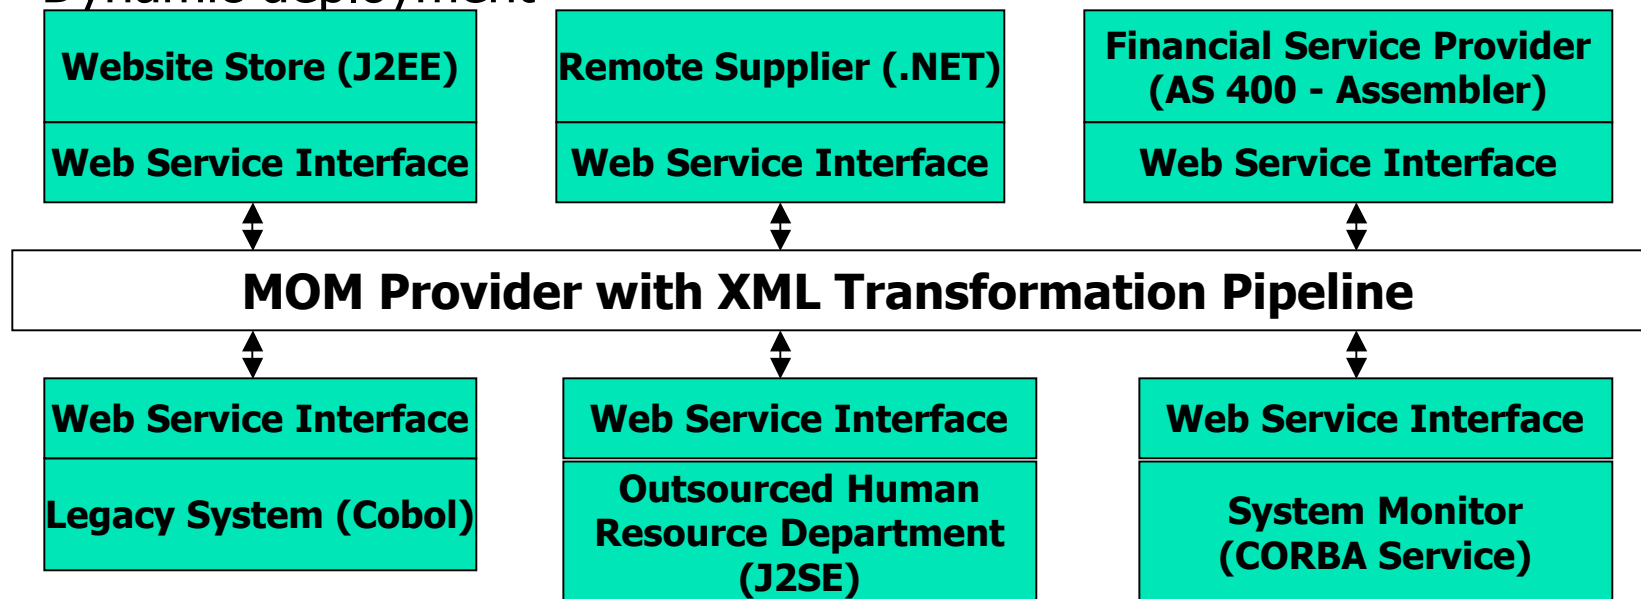 Dynamic deployment
Website Store (J2EE)
Web Service Interface
Remote Supplier (.NET)
Web Service Interface
Financial Service Provider
(AS 400 - Assembler)
Web Service Interface
MOM Provider with XML Transformation Pipeline
Web Service Interface
Legacy System (Cobol)
Web Service Interface
Outsourced Human
Resource Department
(J2SE)
Web Service Interface
System Monitor
(CORBA Service)